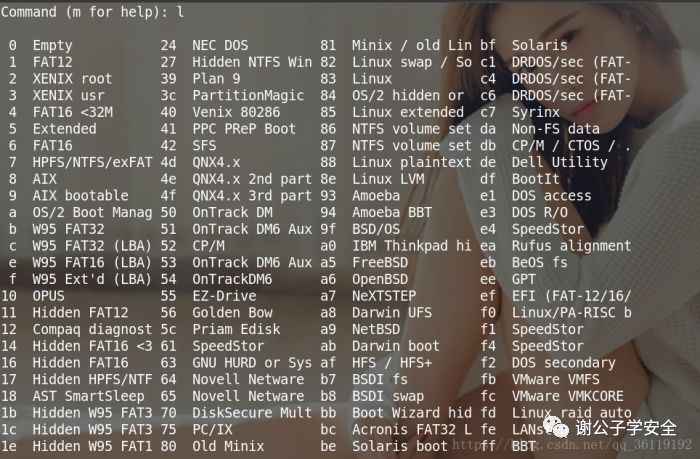 Command (m for help): l
0 Empty 24 NEC DOS 81 Minix / old Lin bf Solaris
1 FAT12 27 Hidden NTFS Win 82 Linux swap / So c1 DRDOS/sec (FAT-
2 XENIX root 39 Plan 9 83 Linux c4 DRDOS/sec (FAT-
3 XENIX usr 3c PartitionMagic 84 OS/2 hidden or c6 DRDOS/sec (FAT-
4 FAT16 <32M 40 Venix 80286 85 Linux extended c7 Syrinx
5 Extended 41 PPC PReP Boot 86 NTFS volume set da Non-FS data
6 FAT16 42 SFS 87 NTFS volume set db CP/M / CTOS / .
7 HPFS/NTFS/exFAT 4d QNX4.x 88 Linux plaintext de Dell Utility
8 AIX 4e QNX4.x 2nd part 8e Linux LVM df BootIt
9 AIX bootable 4f QNX4.x 3rd part 93 Amoeba e1 DOS access
a OS/2 Boot Manag 50 OnTrack DM 94 Amoeba BBT e3 DOS R/O
b W95 FAT32 51 OnTrack DM6 Aux 9f BSD/OS e4 SpeedStor
c W95 FAT32 (LBA) 52 CP/M a0 IBM Thinkpad hi ea Rufus alignment
e W95 FAT16 (LBA) 53 OnTrack DM6 Aux a5 FreeBSD eb BeOS fs
f W95 Ext'd (LBA) 54 OnTrackDM6 a6 OpenBSD ee GPT
10 OPUS 55 EZ-Drive a7 NeXTSTEP ef EFI (FAT-12/16/
11 Hidden FAT12 56 Golden Bow a8 Darwin UFS f0 Linux/PA-RISC b
12 Compaq diagnost 5c Priam Edisk a9 NetBSD f1 SpeedStor
14 Hidden FAT16 <3 61 SpeedStor ab Darwin boot f4 SpeedStor
16 Hidden FAT16 63 GNU HURD or Sys af HFS / HFS+ f2 DOS secondary
17 Hidden HPFS/NTF 64 Novell Netware b7 BSDI fs fb VMware VMFS
18 AST SmartSleep 65 Novell Netware b8 BSDI swap fc VMware VMKCORE
1b Hidden W95 FAT3 70 DiskSecure Mult bb Boot Wizard hid fd Linux raid auto
1c Hidden W95 FAT3 75 PC/IX bc Acronis FAT32 L fe
1e Hidden W95 FAT1 80 Old Minix be Solaris boot ff BBT
谢公子学安全